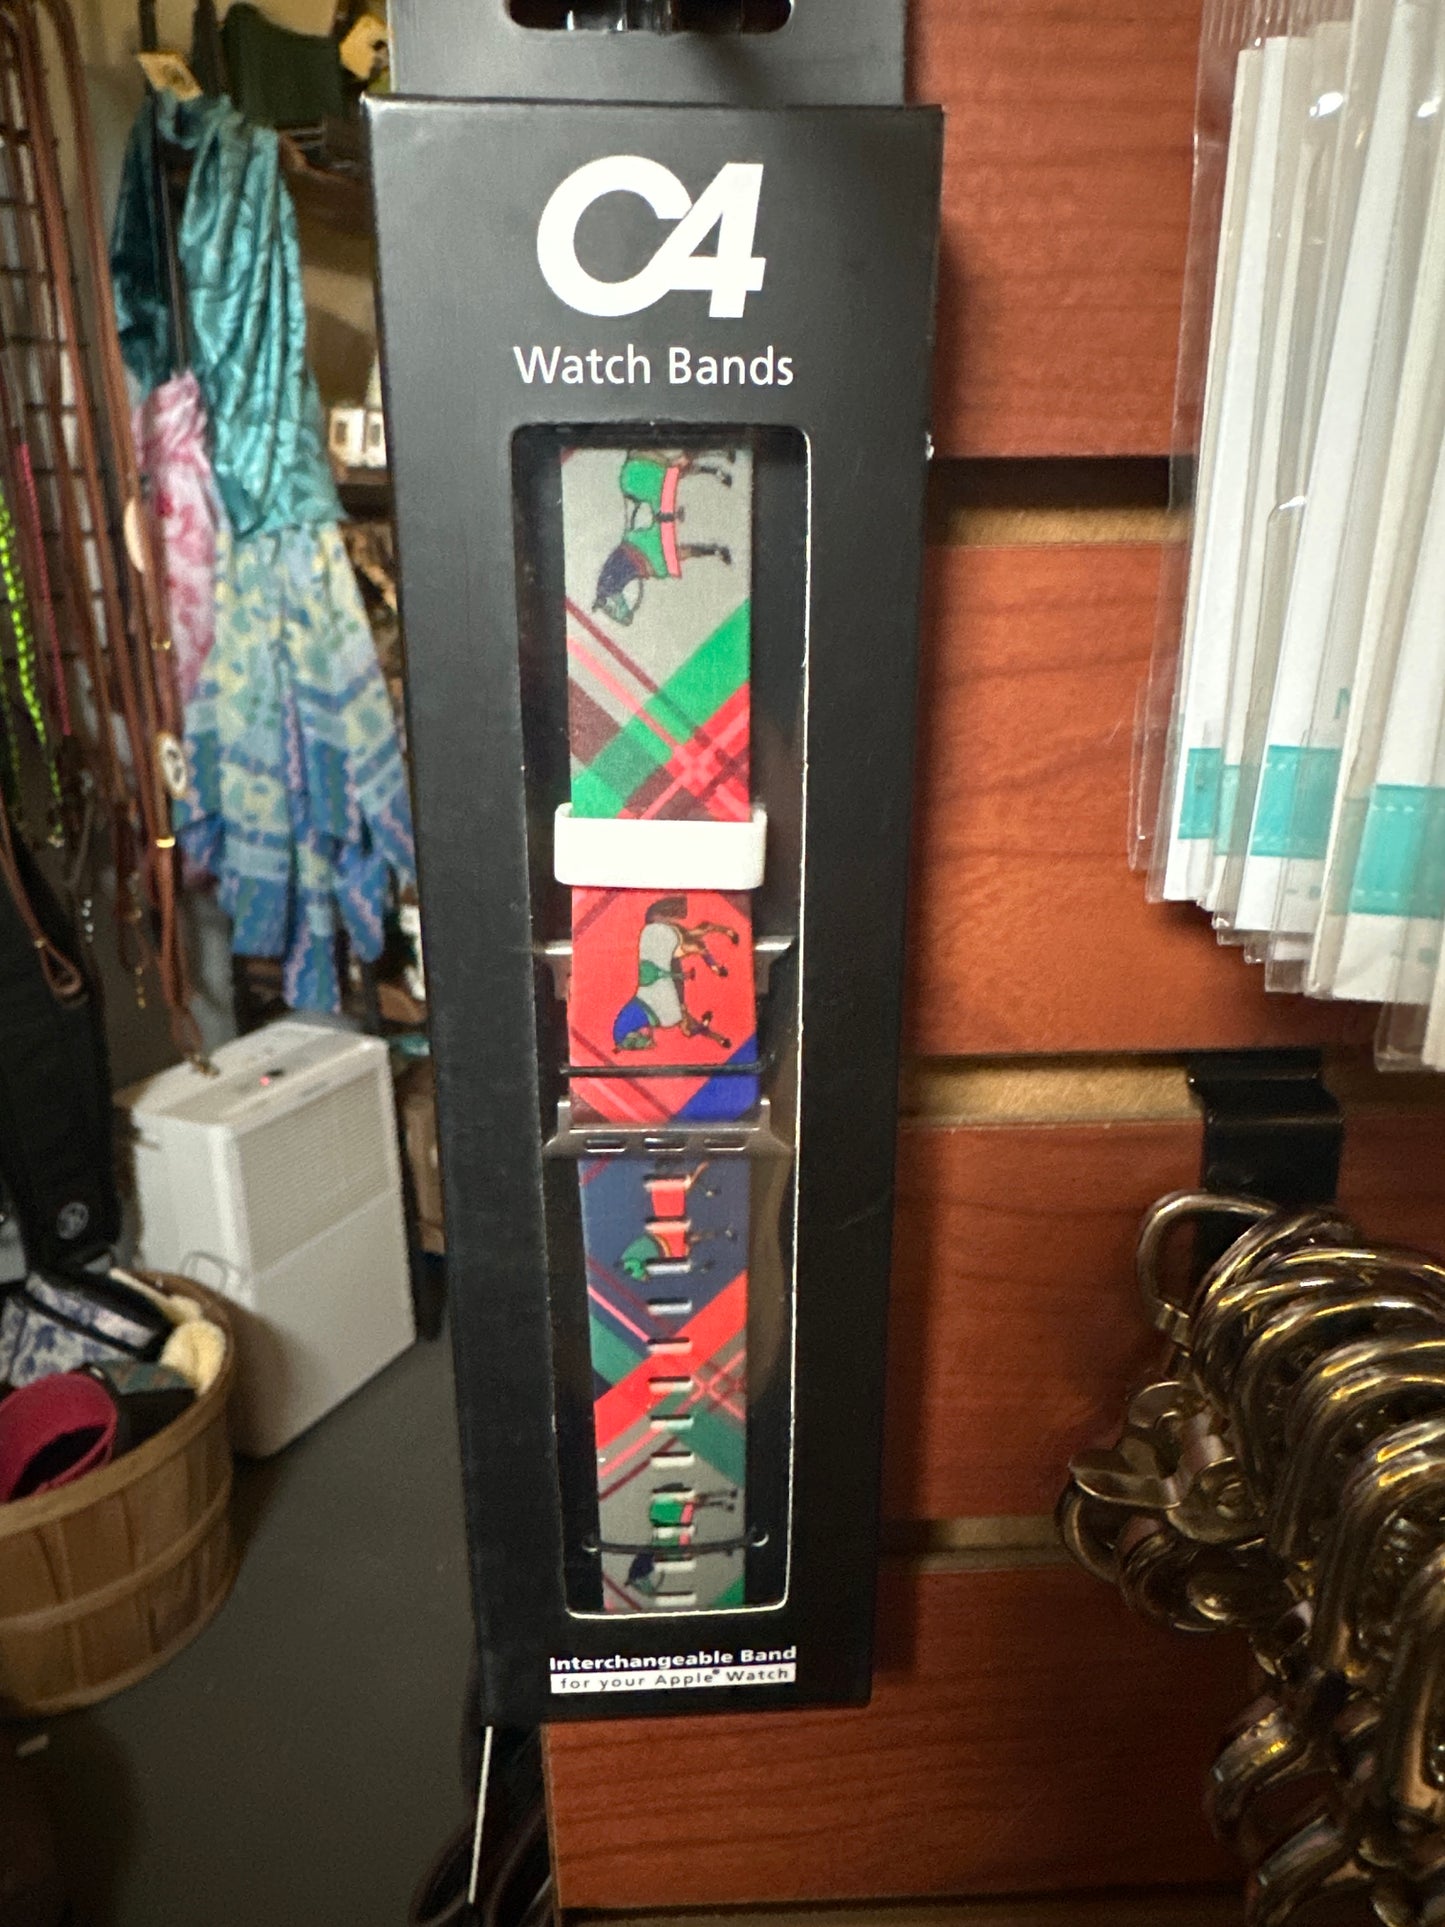 C4
Watch Bands
Interchangeable Band
for your Apple® Watch